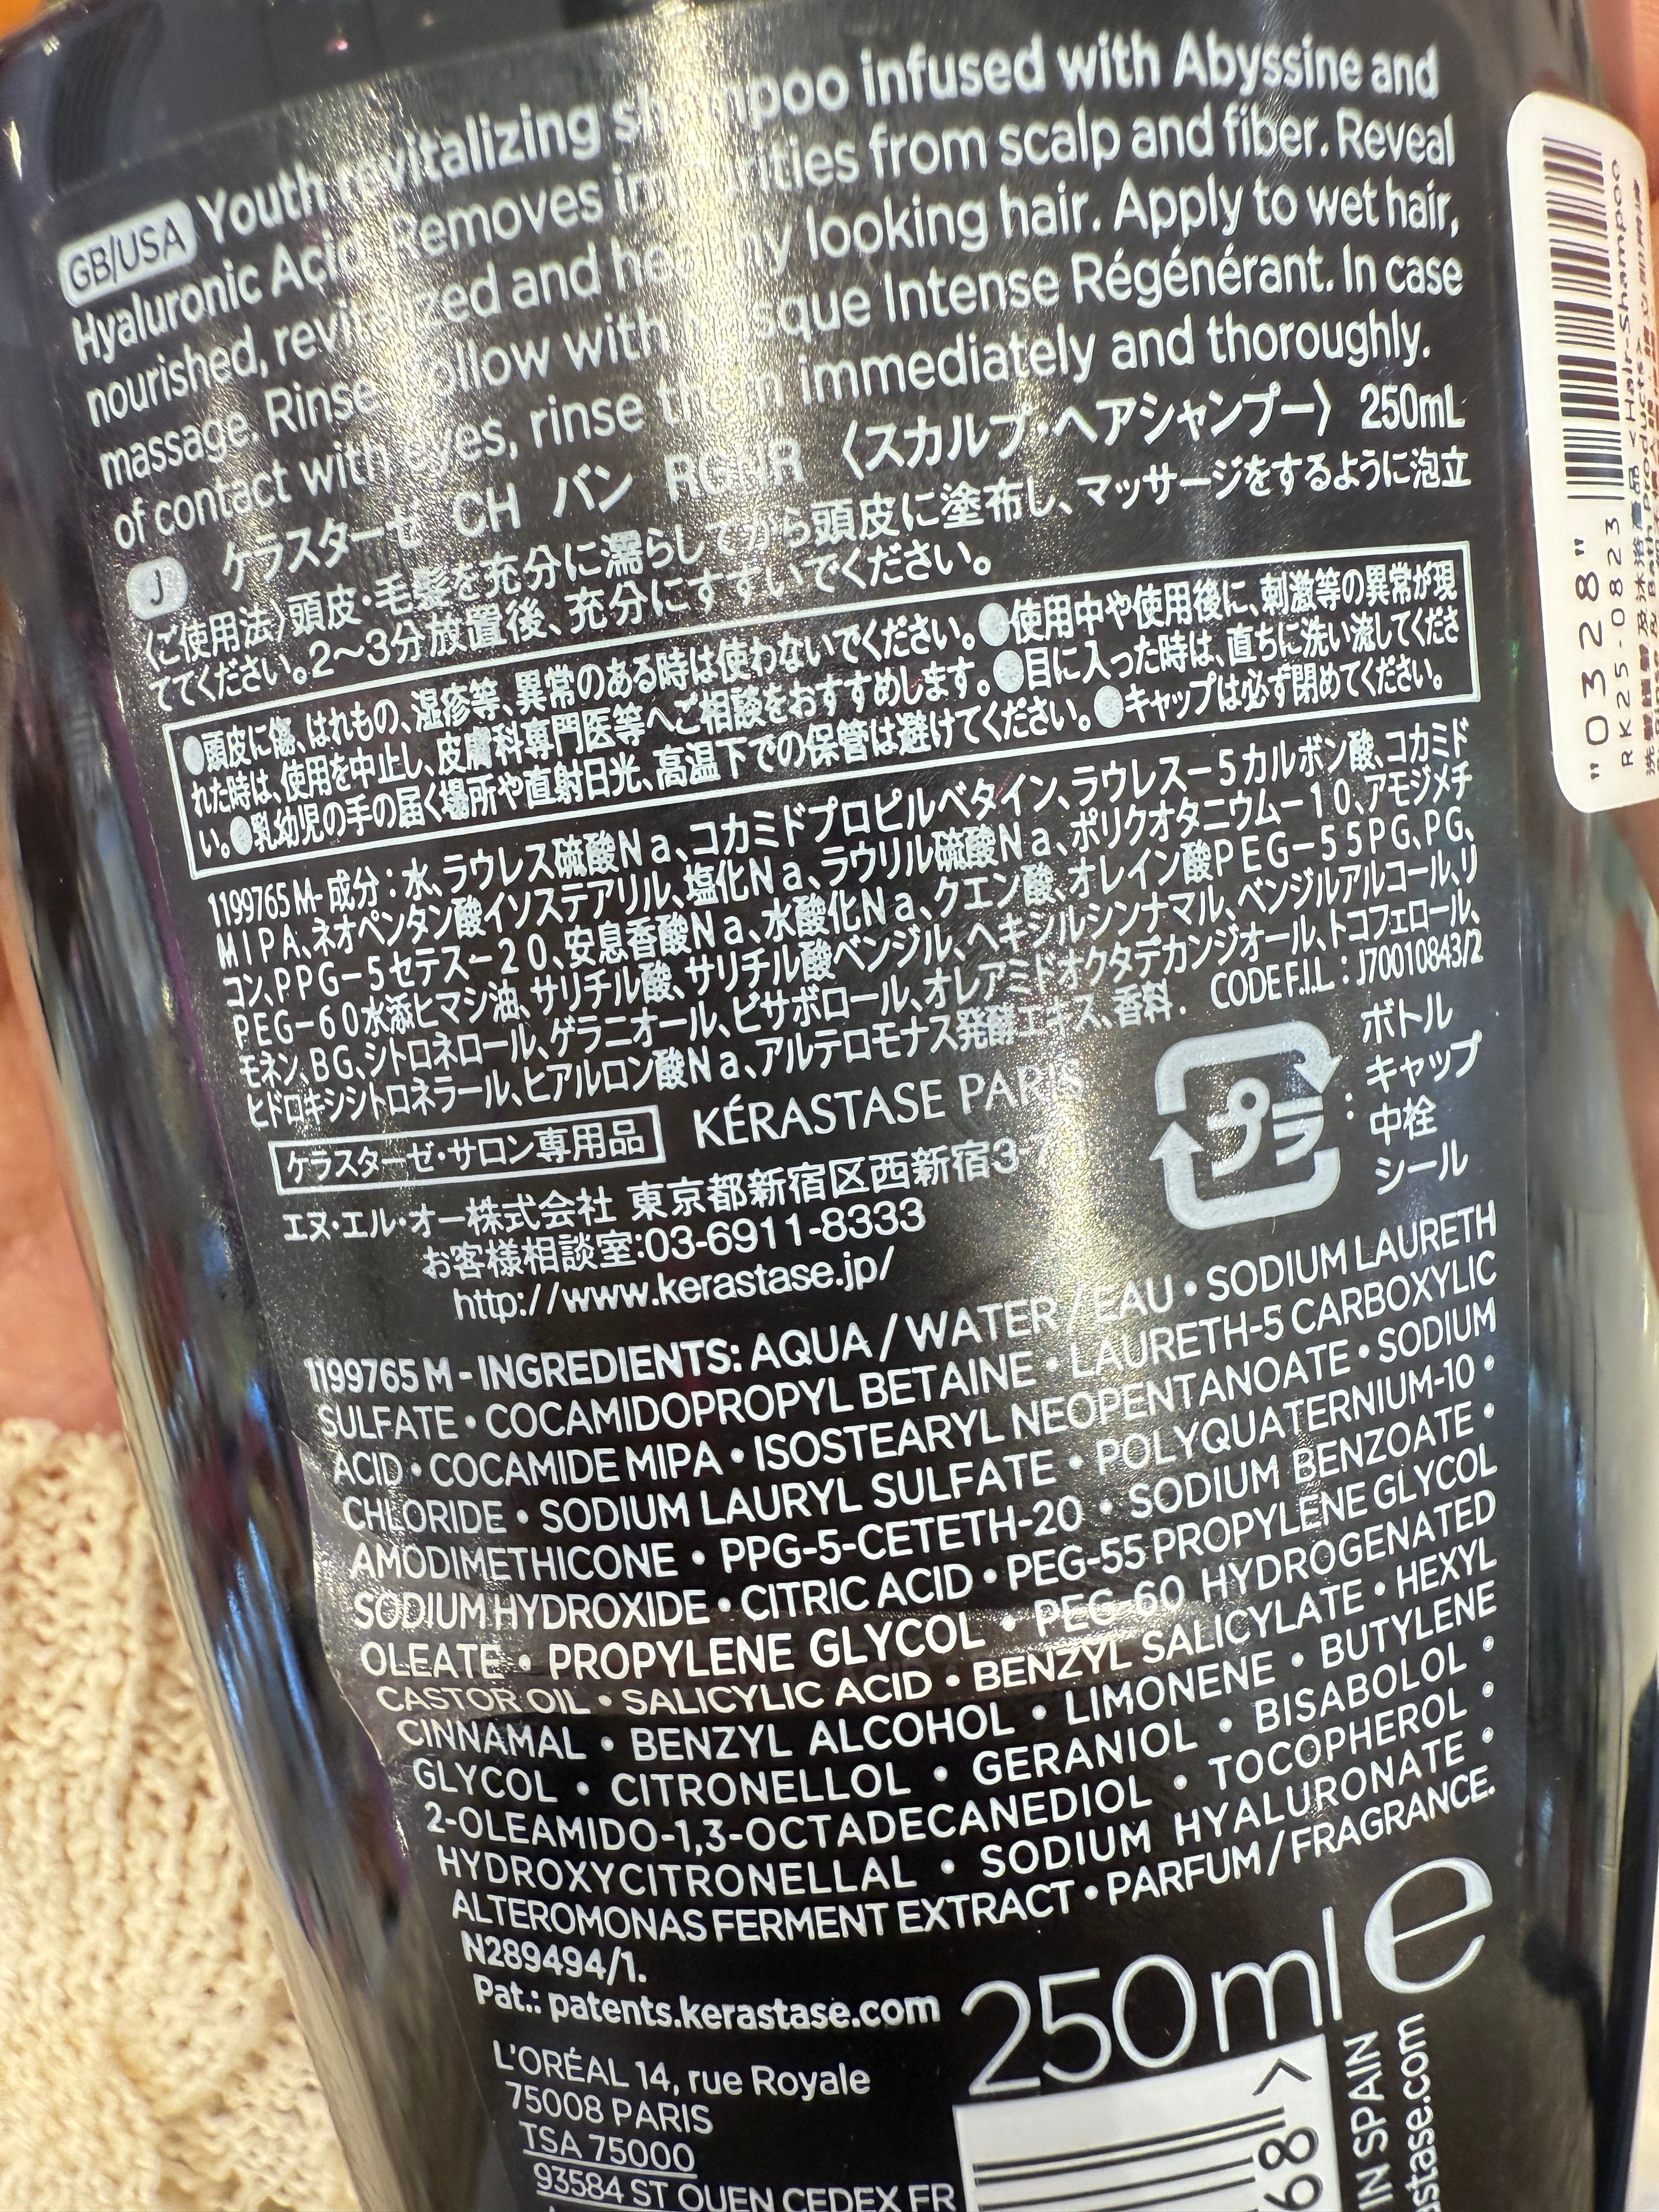 GB/USA Youth revitalizing shampoo infused with Abyssine and
Hyaluronic Acid. Removes impurities from scalp and fiber. Reveal
nourished, revitalized and healthy looking hair. Apply to wet hair,
massage. Rinse. Follow with Masque Intense Régénérant. In case
of contact with eyes, rinse them immediately and thoroughly.
J ケラスターゼ CH バン RGNR 〈スカルプ・ヘアシャンプー〉 250mL
〈ご使用法〉頭皮・毛髪を充分に濡らしてから頭皮に塗布し、マッサージをするように泡立
ててください。2〜3分放置後、充分にすすいでください。
●頭皮に傷、はれもの、湿疹等、異常のある時は使わないでください。●使用中や使用後に、刺激等の異常が現
れた時は、使用を中止し、皮膚科専門医等へご相談をおすすめします。●目に入った時は、直ちに洗い流してくださ
い。●乳幼児の手の届く場所や直射日光、高温下での保管は避けてください。●キャップは必ず閉めてください。
1199765 M- 成分：水、ラウレス硫酸Na、コカミドプロピルベタイン、ラウレス−5カルボン酸、コカミド
MIPA、ネオペンタン酸イソステアリル、塩化Na、ラウリル硫酸Na、ポリクオタニウム−10、アモジメチ
コン、PPG−5セテス−20、安息香酸Na、水酸化Na、クエン酸、オレイン酸PEG−55PG、PG、
PEG−60水添ヒマシ油、サリチル酸、サリチル酸ベンジル、ヘキシルシンナマル、ベンジルアルコール、リ
モネン、BG、シトロネロール、ゲラニオール、ビサボロール、オレアミドオクタデカンジオール、トコフェロール、
ヒドロキシシトロネラール、ヒアルロン酸Na、アルテロモナス発酵エキス、香料. CODE F.I.L : J70010843/2
ケラスターゼ・サロン専用品 KÉRASTASE PARIS
エヌ・エル・オー株式会社 東京都新宿区西新宿3-7
お客様相談室:03-6911-8333
http://www.kerastase.jp/
プラ :
ボトル
キャップ
中栓
シール
1199765 M - INGREDIENTS: AQUA / WATER / EAU • SODIUM LAURETH
SULFATE • COCAMIDOPROPYL BETAINE • LAURETH-5 CARBOXYLIC
ACID • COCAMIDE MIPA • ISOSTEARYL NEOPENTANOATE • SODIUM
CHLORIDE • SODIUM LAURYL SULFATE • POLYQUATERNIUM-10 •
AMODIMETHICONE • PPG-5-CETETH-20 • SODIUM BENZOATE •
SODIUM HYDROXIDE • CITRIC ACID • PEG-55 PROPYLENE GLYCOL
OLEATE • PROPYLENE GLYCOL • PEG-60 HYDROGENATED
CASTOR OIL • SALICYLIC ACID • BENZYL SALICYLATE • HEXYL
CINNAMAL • BENZYL ALCOHOL • LIMONENE • BUTYLENE
GLYCOL • CITRONELLOL • GERANIOL • BISABOLOL •
2-OLEAMIDO-1,3-OCTADECANEDIOL • TOCOPHEROL •
HYDROXYCITRONELLAL • SODIUM HYALURONATE •
ALTEROMONAS FERMENT EXTRACT • PARFUM / FRAGRANCE.
N289494/1.
Pat.: patents.kerastase.com
250 ml e
L'ORÉAL 14, rue Royale
75008 PARIS
TSA 75000
93584 ST OUEN CEDEX FR
IN SPAIN
"0328"
RK25-0823
<Hair-Shampoo